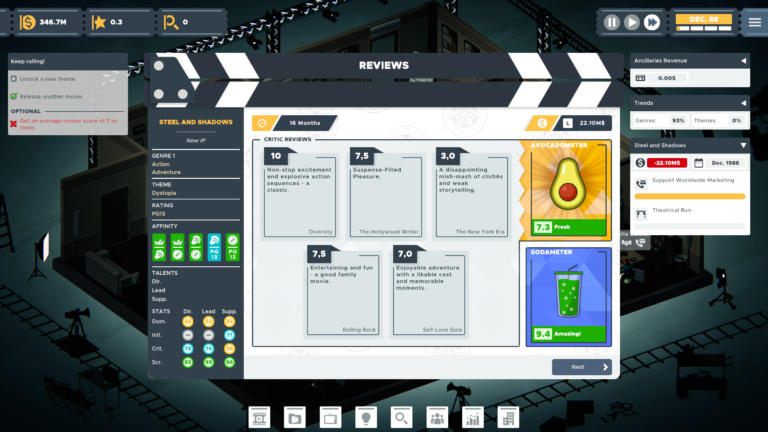 346.7M
0.3
0
DEC. 88
Keep rolling!
Unlock a new theme.
Release another movie.
OPTIONAL
Get an average review score of 7 or
more.
REVIEWS
STEEL AND SHADOWS
New IP
GENRE 1
Action
Adventure
THEME
Dystopia
RATING
PG13
AFFINITY
PG
13
PG
13
TALENTS
Dir.
Lead
Supp.
STATS
Dir. Lead Supp.
Dom.
Intl.
71
Crit. 78 76
Scr. 85 95 96
16 Months
L 22.10M$
CRITIC REVIEWS
10
Non-stop excitement
and explosive action
sequences - a
classic.
Diversity
7,5
Suspense-Filled
Pleasure.
The Hollywood Writer
3,0
A disappointing
mish-mash of clichés
and weak
storytelling.
The New York Era
7,5
Entertaining and fun
- a good family
movie.
Rolling Rock
7,0
Enjoyable adventure
with a likable cast
and memorable
moments.
Self-Love Gaia
AVOCADOMETER
7.3 Fresh
SODAMETER
9.4 Amazing!
Next
Ancillaries Revenue
0.00$
Trends
Genres: 93% Themes: 0%
Steel and Shadows
-22.10M$ Dec. 1988
Support Worldwide Marketing
Theatrical Run